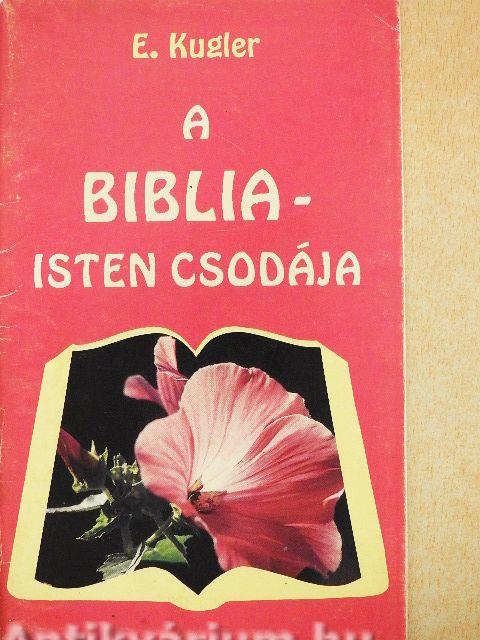 E. Kugler
A
BIBLIA -
ISTEN CSODÁJA
Antikvárium.hu